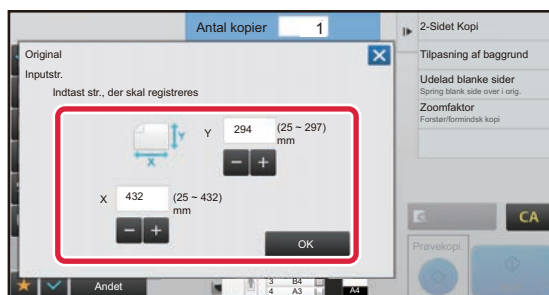 Antal kopier 1
Original
Inputstr.
Indtast str., der skal registreres
Y
X
Y 294 (25 ~ 297)
mm
X 432 (25 ~ 432)
mm
OK
Andet
3 B4
4 A3
A4
2-Sidet Kopi
Tilpasning af baggrund
Udelad blanke sider
Spring blank side over i orig.
Zoomfaktor
Forstør/formindsk kopi
CA
Prøvekopi.